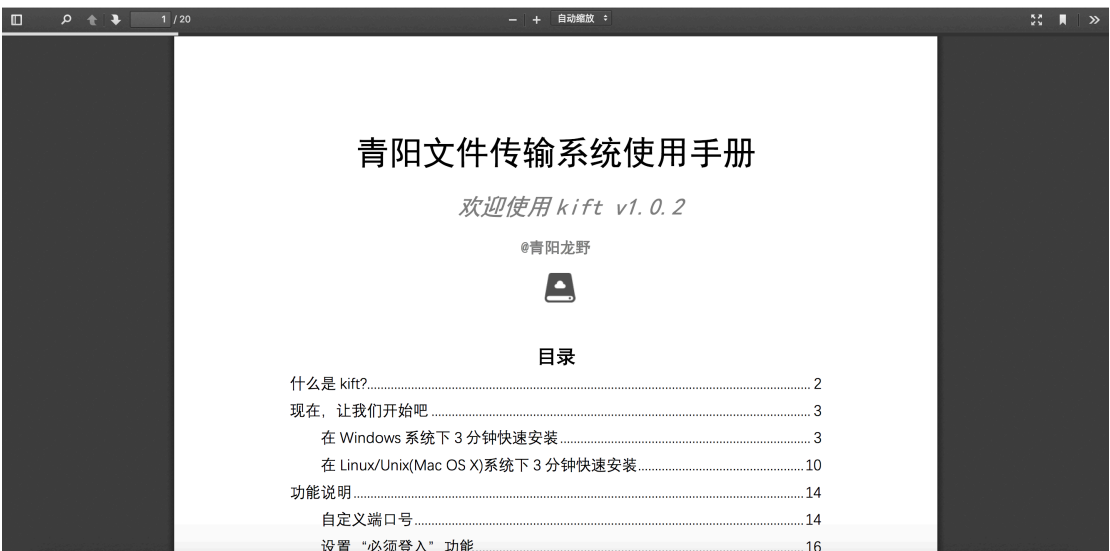 1 / 20
自动缩放
青阳文件传输系统使用手册
欢迎使用 kift v1.0.2
@青阳龙野
目录
什么是 kift?........................................................ 2
现在，让我们开始吧........................................................ 3
在 Windows 系统下 3 分钟快速安装........................................................ 3
在 Linux/Unix(Mac OS X)系统下 3 分钟快速安装........................................................ 10
功能说明........................................................ 14
自定义端口号........................................................ 14
设置“必须登入”功能........................................................ 16